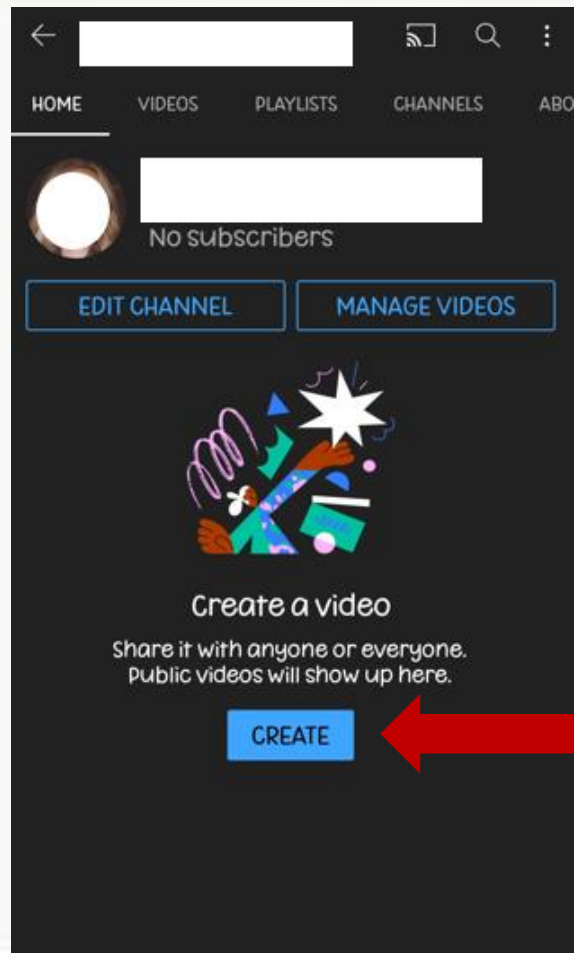 HOME VIDEOS PLAYLISTS CHANNELS ABO
No subscribers
EDIT CHANNEL MANAGE VIDEOS
Create a video
Share it with anyone or everyone.
Public videos will show up here.
CREATE